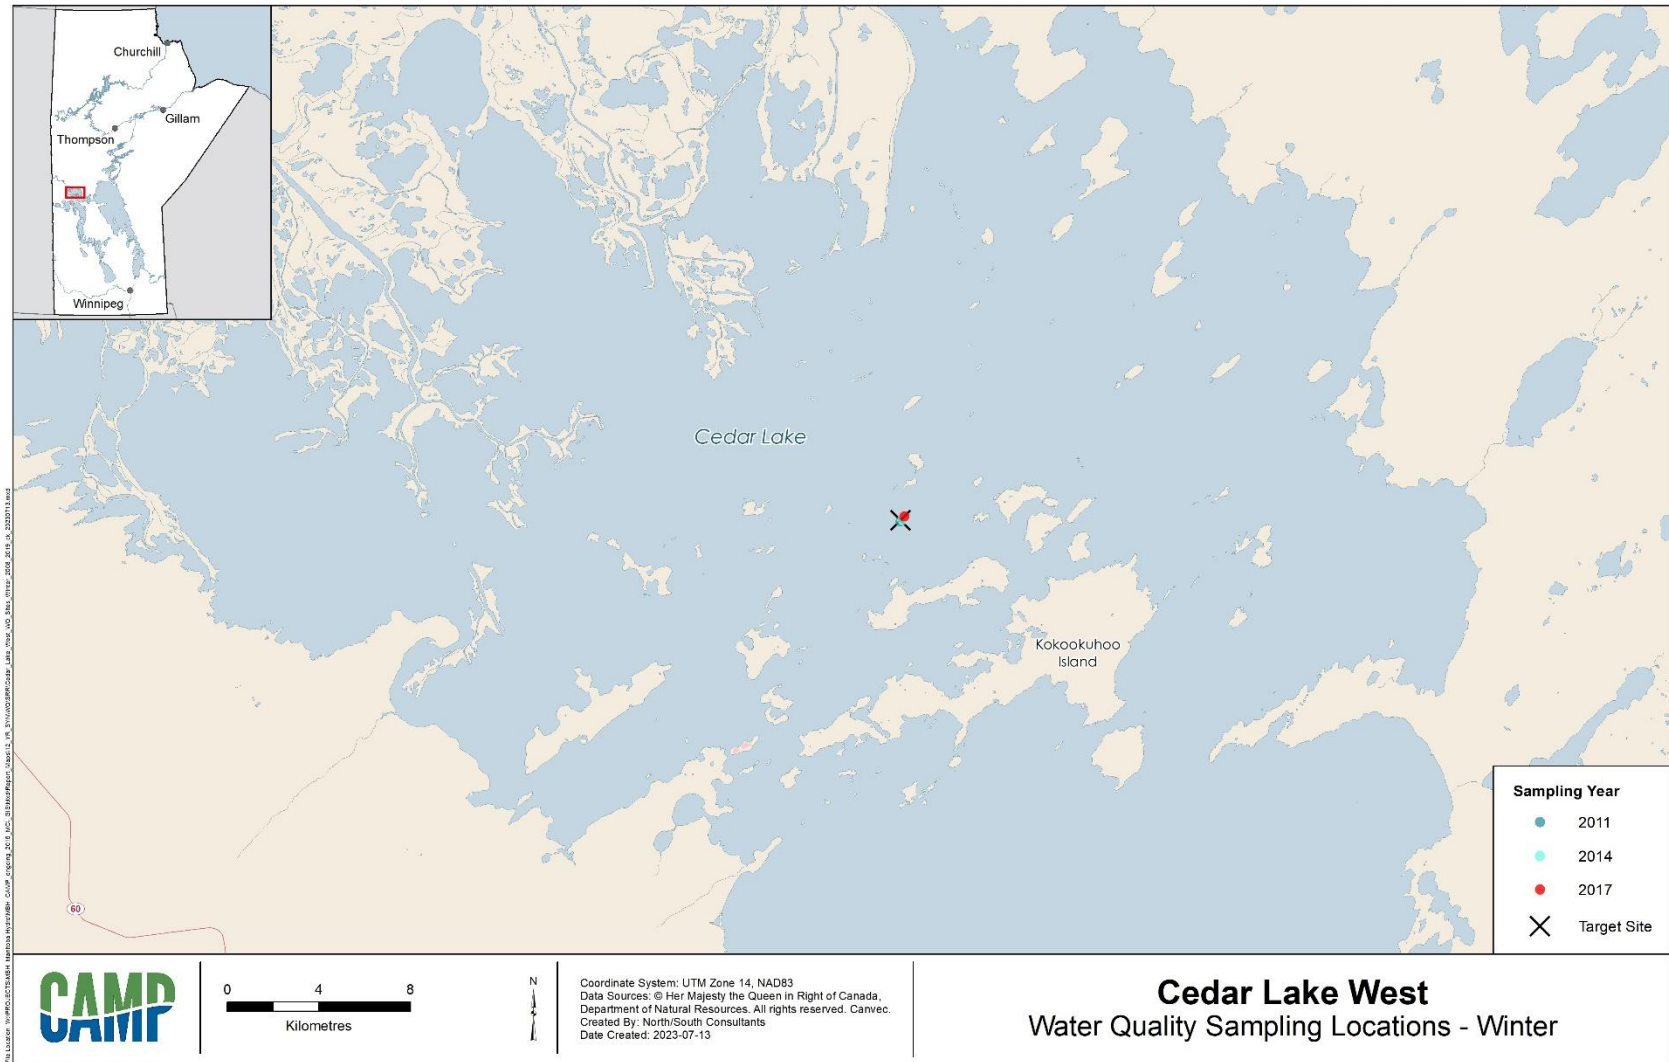 Churchill
Gillam
Thompson
Winnipeg
Cedar Lake
Kokookuhoo
Island
60
Sampling Year
2011
2014
2017
Target Site
CAMP
0 4 8
Kilometres
N
Coordinate System: UTM Zone 14, NAD83
Data Sources: © Her Majesty the Queen in Right of Canada,
Department of Natural Resources. All rights reserved. Canvec.
Created By: North/South Consultants
Date Created: 2023-07-13
Cedar Lake West
Water Quality Sampling Locations - Winter